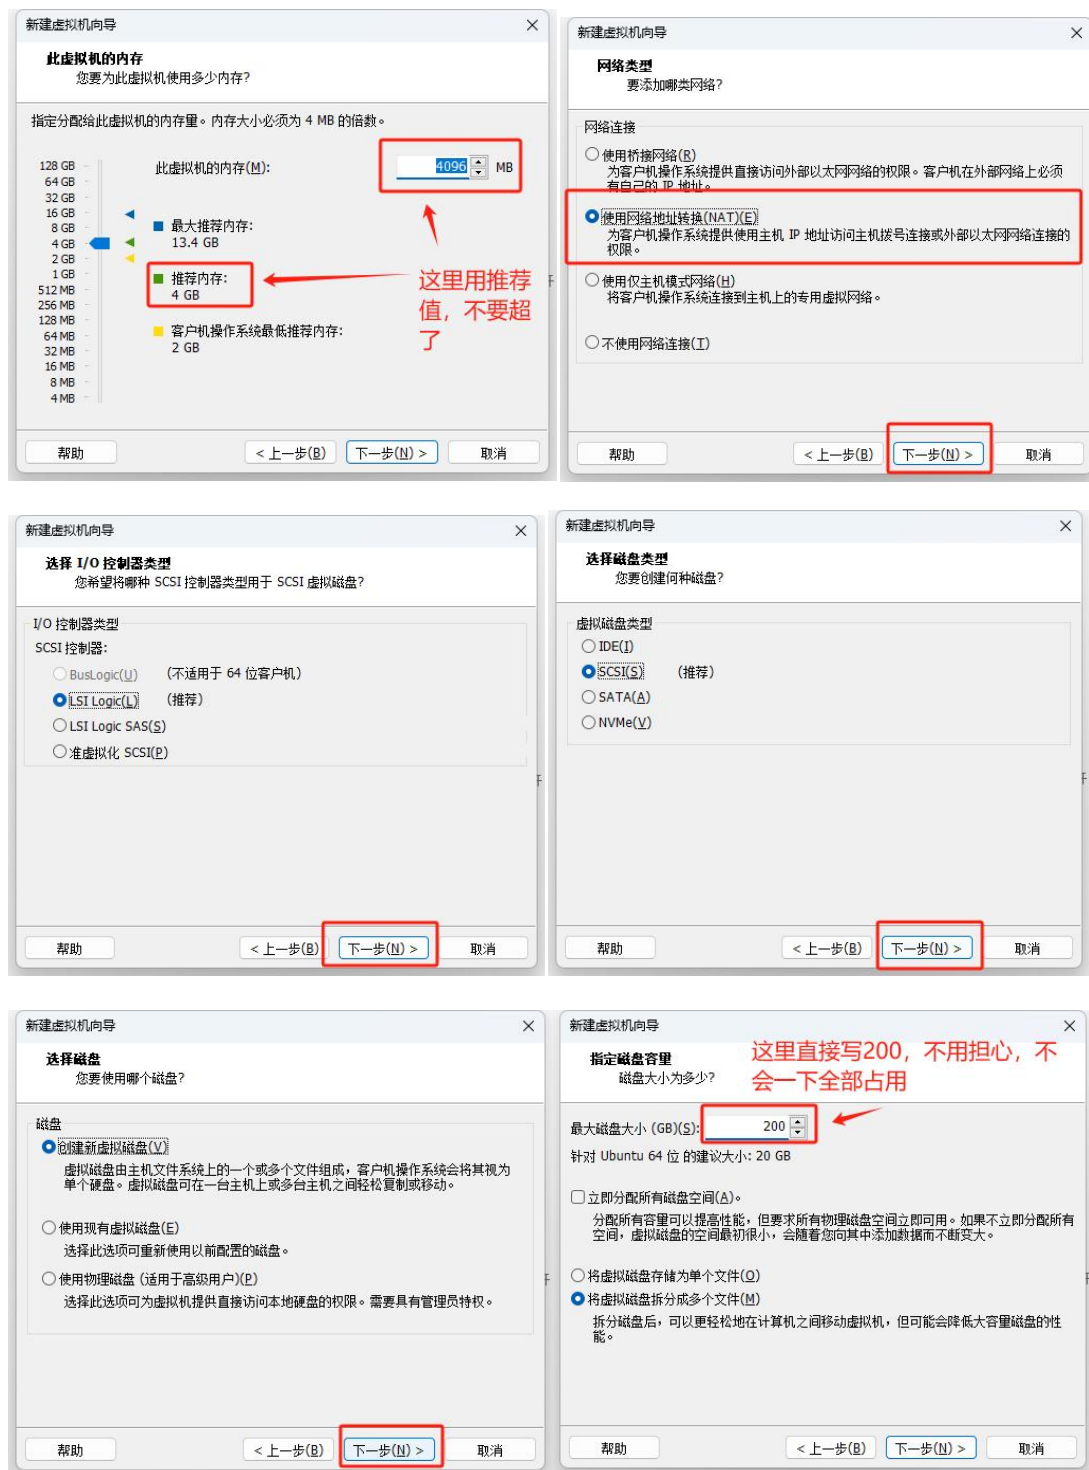 新建虚拟机向导
此虚拟机的内存
您要为此虚拟机使用多少内存?
指定分配给此虚拟机的内存量。内存大小必须为 4 MB 的倍数。
128 GB
64 GB
32 GB
16 GB
8 GB
4 GB
2 GB
1 GB
512 MB
256 MB
128 MB
64 MB
32 MB
16 MB
8 MB
4 MB
此虚拟机的内存(M):
4096 MB
最大推荐内存:
13.4 GB
推荐内存:
4 GB
客户机操作系统最低推荐内存:
2 GB
这里用推荐
值，不要超
了
帮助 < 上一步(B) 下一步(N) > 取消
新建虚拟机向导
网络类型
要添加哪类网络?
网络连接
使用桥接网络(R)
为客户机操作系统提供直接访问外部以太网网络的权限。客户机在外部网络上必须
有自己的 IP 地址。
使用网络地址转换(NAT)(E)
为客户机操作系统提供使用主机 IP 地址访问主机拨号连接或外部以太网网络连接的
权限。
使用仅主机模式网络(H)
将客户机操作系统连接到主机上的专用虚拟网络。
不使用网络连接(T)
帮助 < 上一步(B) 下一步(N) > 取消
新建虚拟机向导
选择 I/O 控制器类型
您希望将哪种 SCSI 控制器类型用于 SCSI 虚拟磁盘?
I/O 控制器类型
SCSI 控制器:
BusLogic(U) (不适用于 64 位客户机)
LSI Logic(L) (推荐)
LSI Logic SAS(S)
准虚拟化 SCSI(P)
帮助 < 上一步(B) 下一步(N) > 取消
新建虚拟机向导
选择磁盘类型
您要创建何种磁盘?
虚拟磁盘类型
IDE(I)
SCSI(S) (推荐)
SATA(A)
NVMe(V)
帮助 < 上一步(B) 下一步(N) > 取消
新建虚拟机向导
选择磁盘
您要使用哪个磁盘?
磁盘
创建新虚拟磁盘(V)
虚拟磁盘由主机文件系统上的一个或多个文件组成，客户机操作系统会将其视为
单个硬盘。虚拟磁盘可在一台主机上或多台主机之间轻松复制或移动。
使用现有虚拟磁盘(E)
选择此选项可重新使用以前配置的磁盘。
使用物理磁盘 (适用于高级用户)(P)
选择此选项可为虚拟机提供直接访问本地硬盘的权限。需要具有管理员特权。
帮助 < 上一步(B) 下一步(N) > 取消
新建虚拟机向导
指定磁盘容量
磁盘大小为多少?
这里直接写200，不用担心，不
会一下全部占用
最大磁盘大小 (GB)(S): 200
针对 Ubuntu 64 位 的建议大小: 20 GB
立即分配所有磁盘空间(A)。
分配所有容量可以提高性能，但要求所有物理磁盘空间立即可用。如果不立即分配所有
空间，虚拟磁盘的空间最初很小，会随着您向其中添加数据而不断变大。
将虚拟磁盘存储为单个文件(O)
将虚拟磁盘拆分成多个文件(M)
拆分磁盘后，可以更轻松地在计算机之间移动虚拟机，但可能会降低大容量磁盘的性
能。
帮助 < 上一步(B) 下一步(N) > 取消